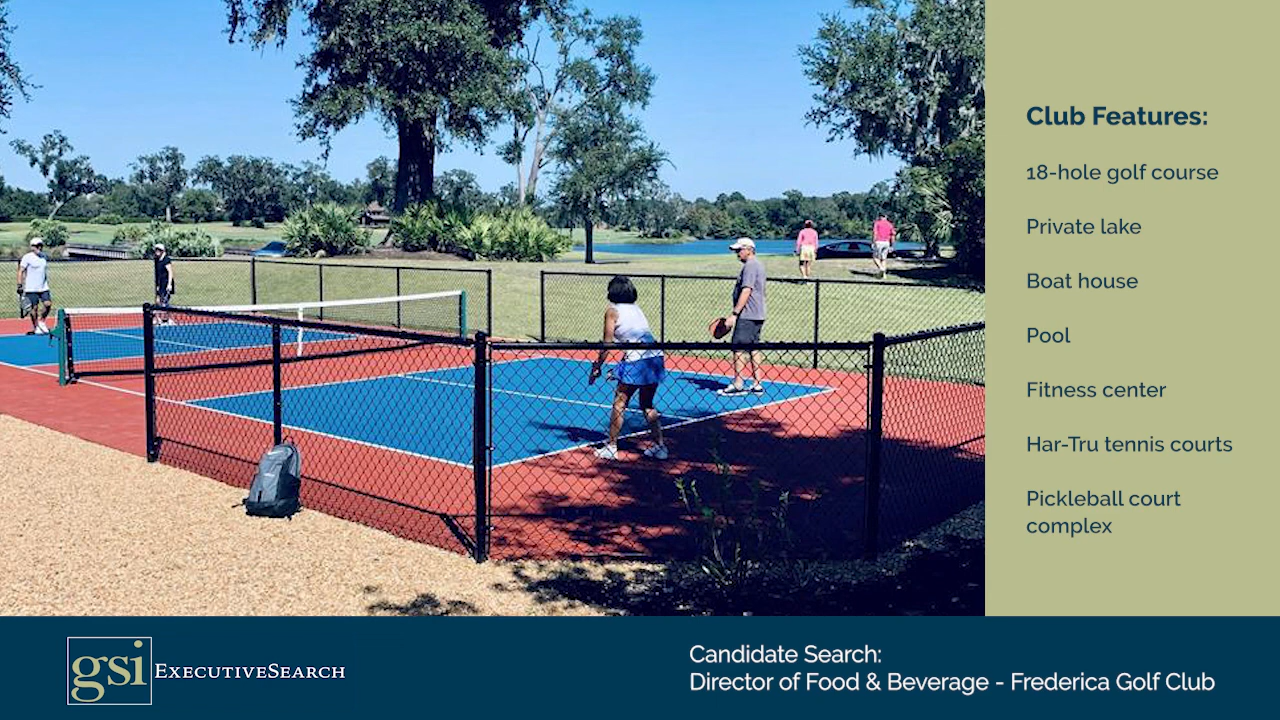 Club Features:
18-hole golf course
Private lake
Boat house
Pool
Fitness center
Har-Tru tennis courts
Pickleball court
complex
gsi EXECUTIVESEARCH
Candidate Search:
Director of Food & Beverage - Frederica Golf Club